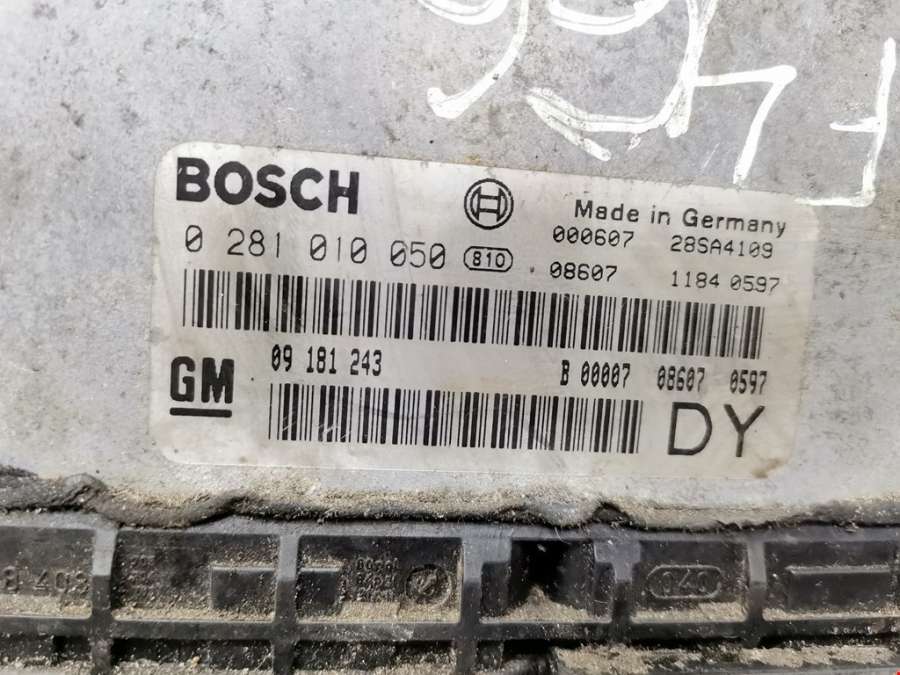 BOSCH
Made in Germany
0 281 010 050 810
000607 28SA4109
08607 1184 0597
GM
09 181 243
B 00007 08607 0597
DY